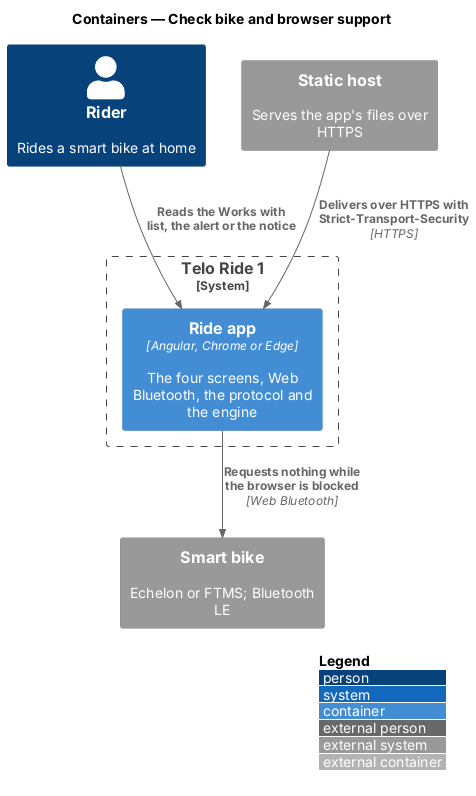 Containers — Check bike and browser support
Rider
Rides a smart bike at home
Static host
Serves the app's files over
HTTPS
Reads the Works with
list, the alert or the notice
Delivers over HTTPS with
Strict-Transport-Security
[HTTPS]
Telo Ride 1
[System]
Ride app
[Angular, Chrome or Edge]
The four screens, Web
Bluetooth, the protocol and
the engine
Requests nothing while
the browser is blocked
[Web Bluetooth]
Smart bike
Echelon or FTMS; Bluetooth
LE
Legend
person
system
container
external person
external system
external container